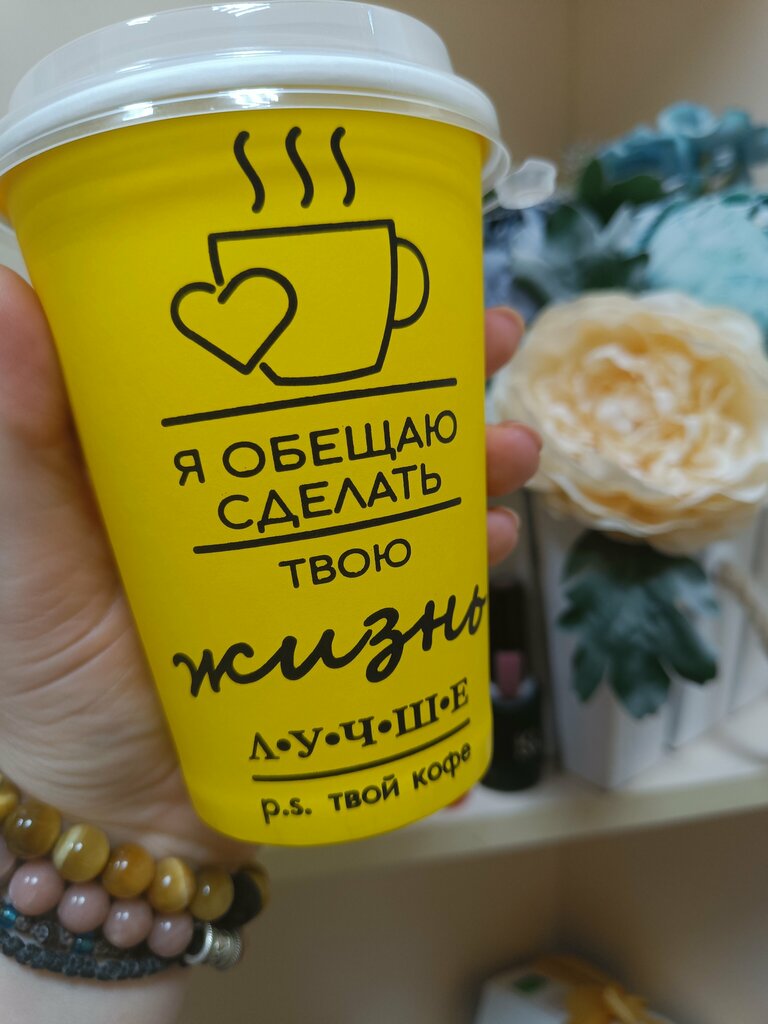 Я ОБЕЩАЮ
СДЕЛАТЬ
ТВОЮ
жизнь
Л•У•Ч•Ш•Е
p.s. твой кофе